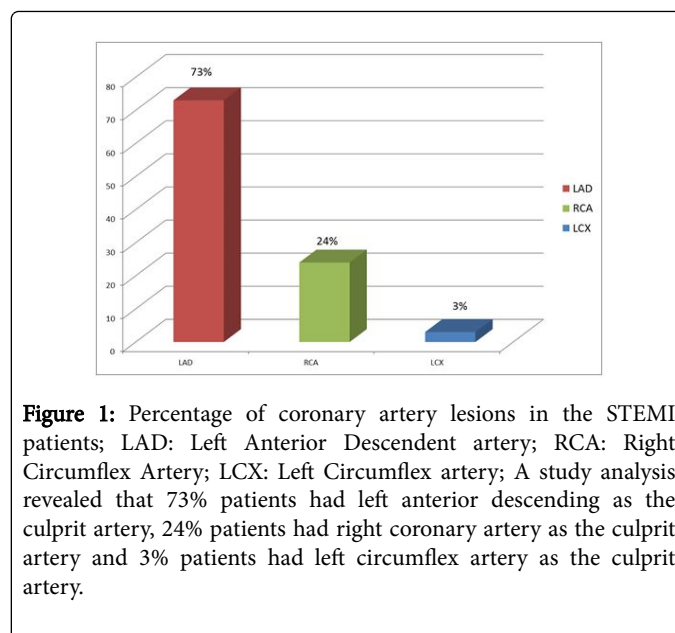 73%
80
70
60
50
40
30
20
10
0
24%
3%
LAD
RCA
LCX
LAD
RCA
LCX
Figure 1: Percentage of coronary artery lesions in the STEMI
patients; LAD: Left Anterior Descendent artery; RCA: Right
Circumflex Artery; LCX: Left Circumflex artery; A study analysis
revealed that 73% patients had left anterior descending as the
culprit artery, 24% patients had right coronary artery as the culprit
artery and 3% patients had left circumflex artery as the culprit
artery.